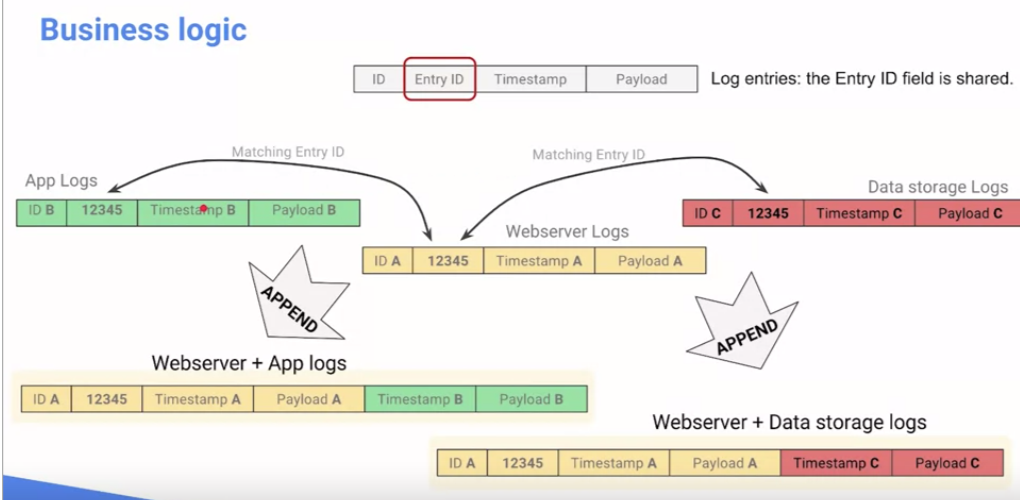 Business logic
ID Entry ID Timestamp Payload Log entries: the Entry ID field is shared.
Matching Entry ID Matching Entry ID
App Logs Data storage Logs
ID B 12345 Timestamp B Payload B ID C 12345 Timestamp C Payload C
Webserver Logs
ID A 12345 Timestamp A Payload A
APPEND APPEND
Webserver + App logs
ID A 12345 Timestamp A Payload A Timestamp B Payload B
Webserver + Data storage logs
ID A 12345 Timestamp A Payload A Timestamp C Payload C